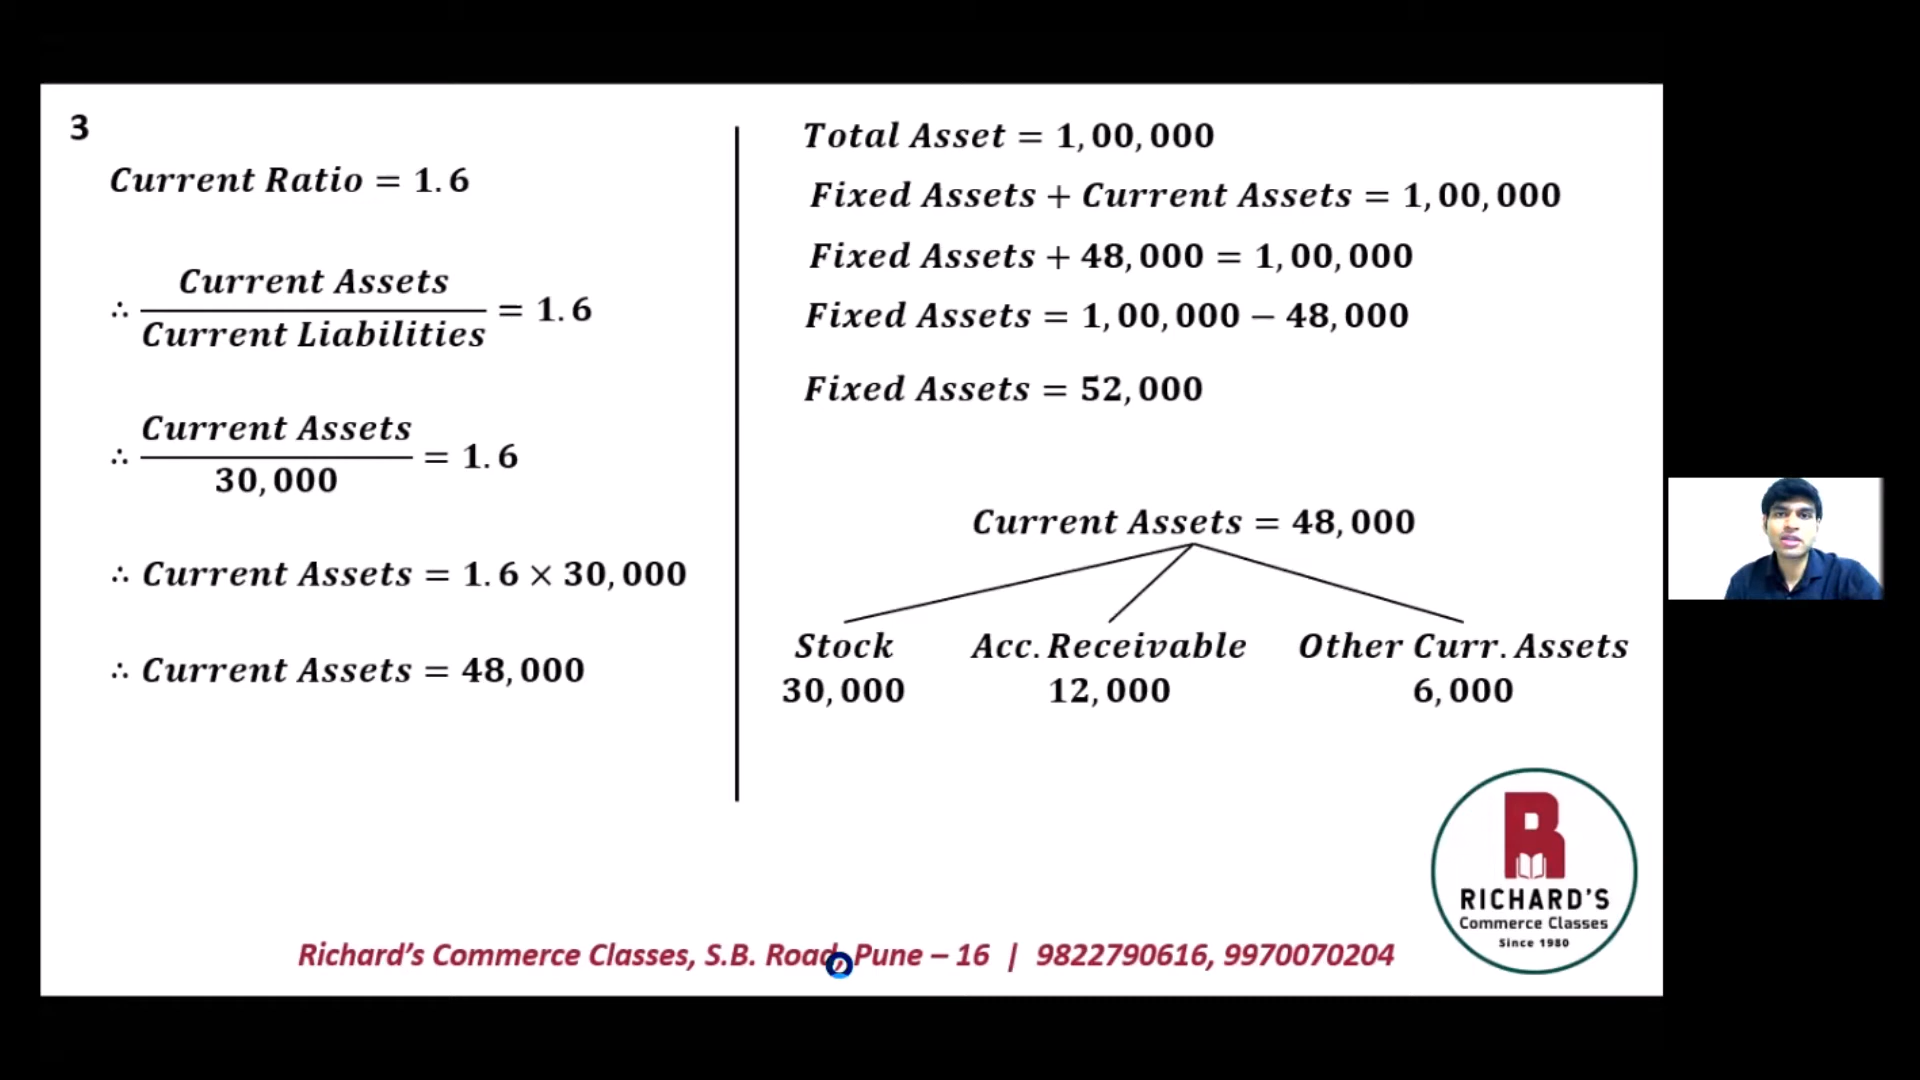 3
Current Ratio = 1.6
∴ Current Assets / Current Liabilities = 1.6
∴ Current Assets / 30,000 = 1.6
∴ Current Assets = 1.6 × 30,000
∴ Current Assets = 48,000
Total Asset = 1,00,000
Fixed Assets + Current Assets = 1,00,000
Fixed Assets + 48,000 = 1,00,000
Fixed Assets = 1,00,000 − 48,000
Fixed Assets = 52,000
Current Assets = 48,000
Stock Acc. Receivable Other Curr. Assets
30,000 12,000 6,000
R
RICHARD'S
Commerce Classes
Since 1980
Richard's Commerce Classes, S.B. Road, Pune – 16 | 9822790616, 9970070204